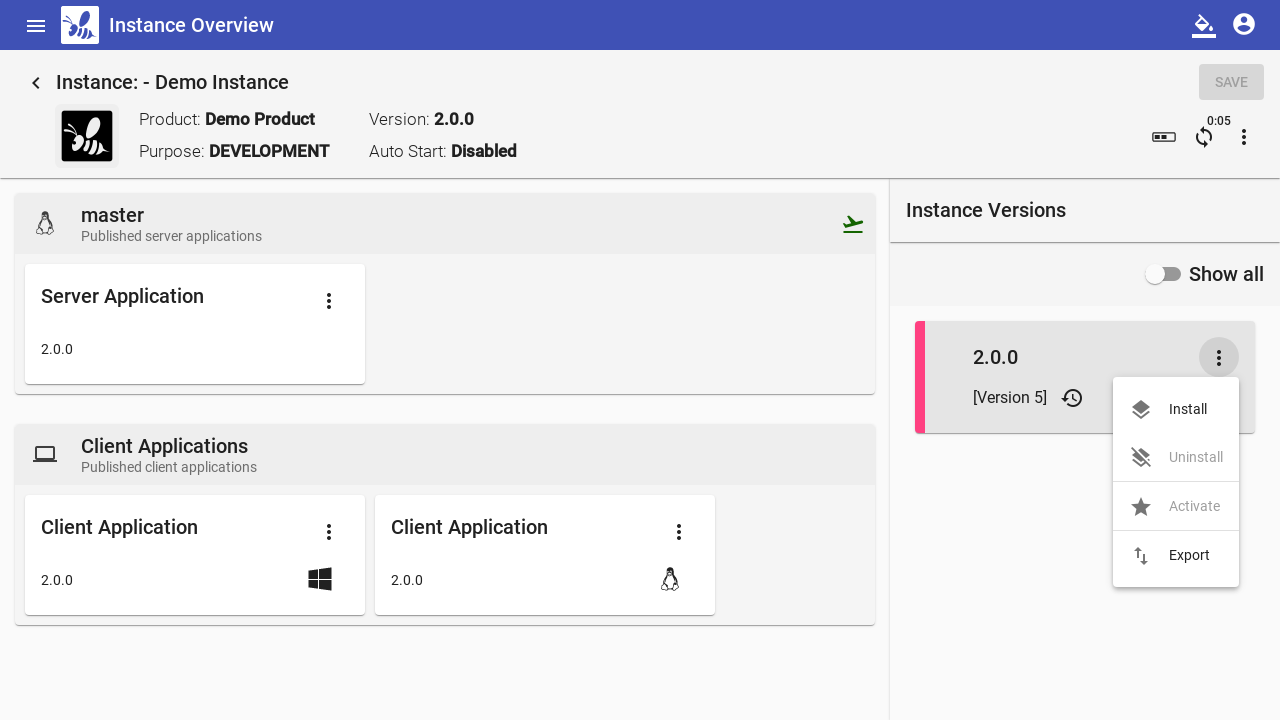 Instance Overview
Instance: - Demo Instance
SAVE
Product: Demo Product
Version: 2.0.0
0:05
Purpose: DEVELOPMENT
Auto Start: Disabled
master
Published server applications
Server Application
2.0.0
Client Applications
Published client applications
Client Application
2.0.0
Client Application
2.0.0
Instance Versions
Show all
2.0.0
[Version 5]
Install
Uninstall
Activate
Export